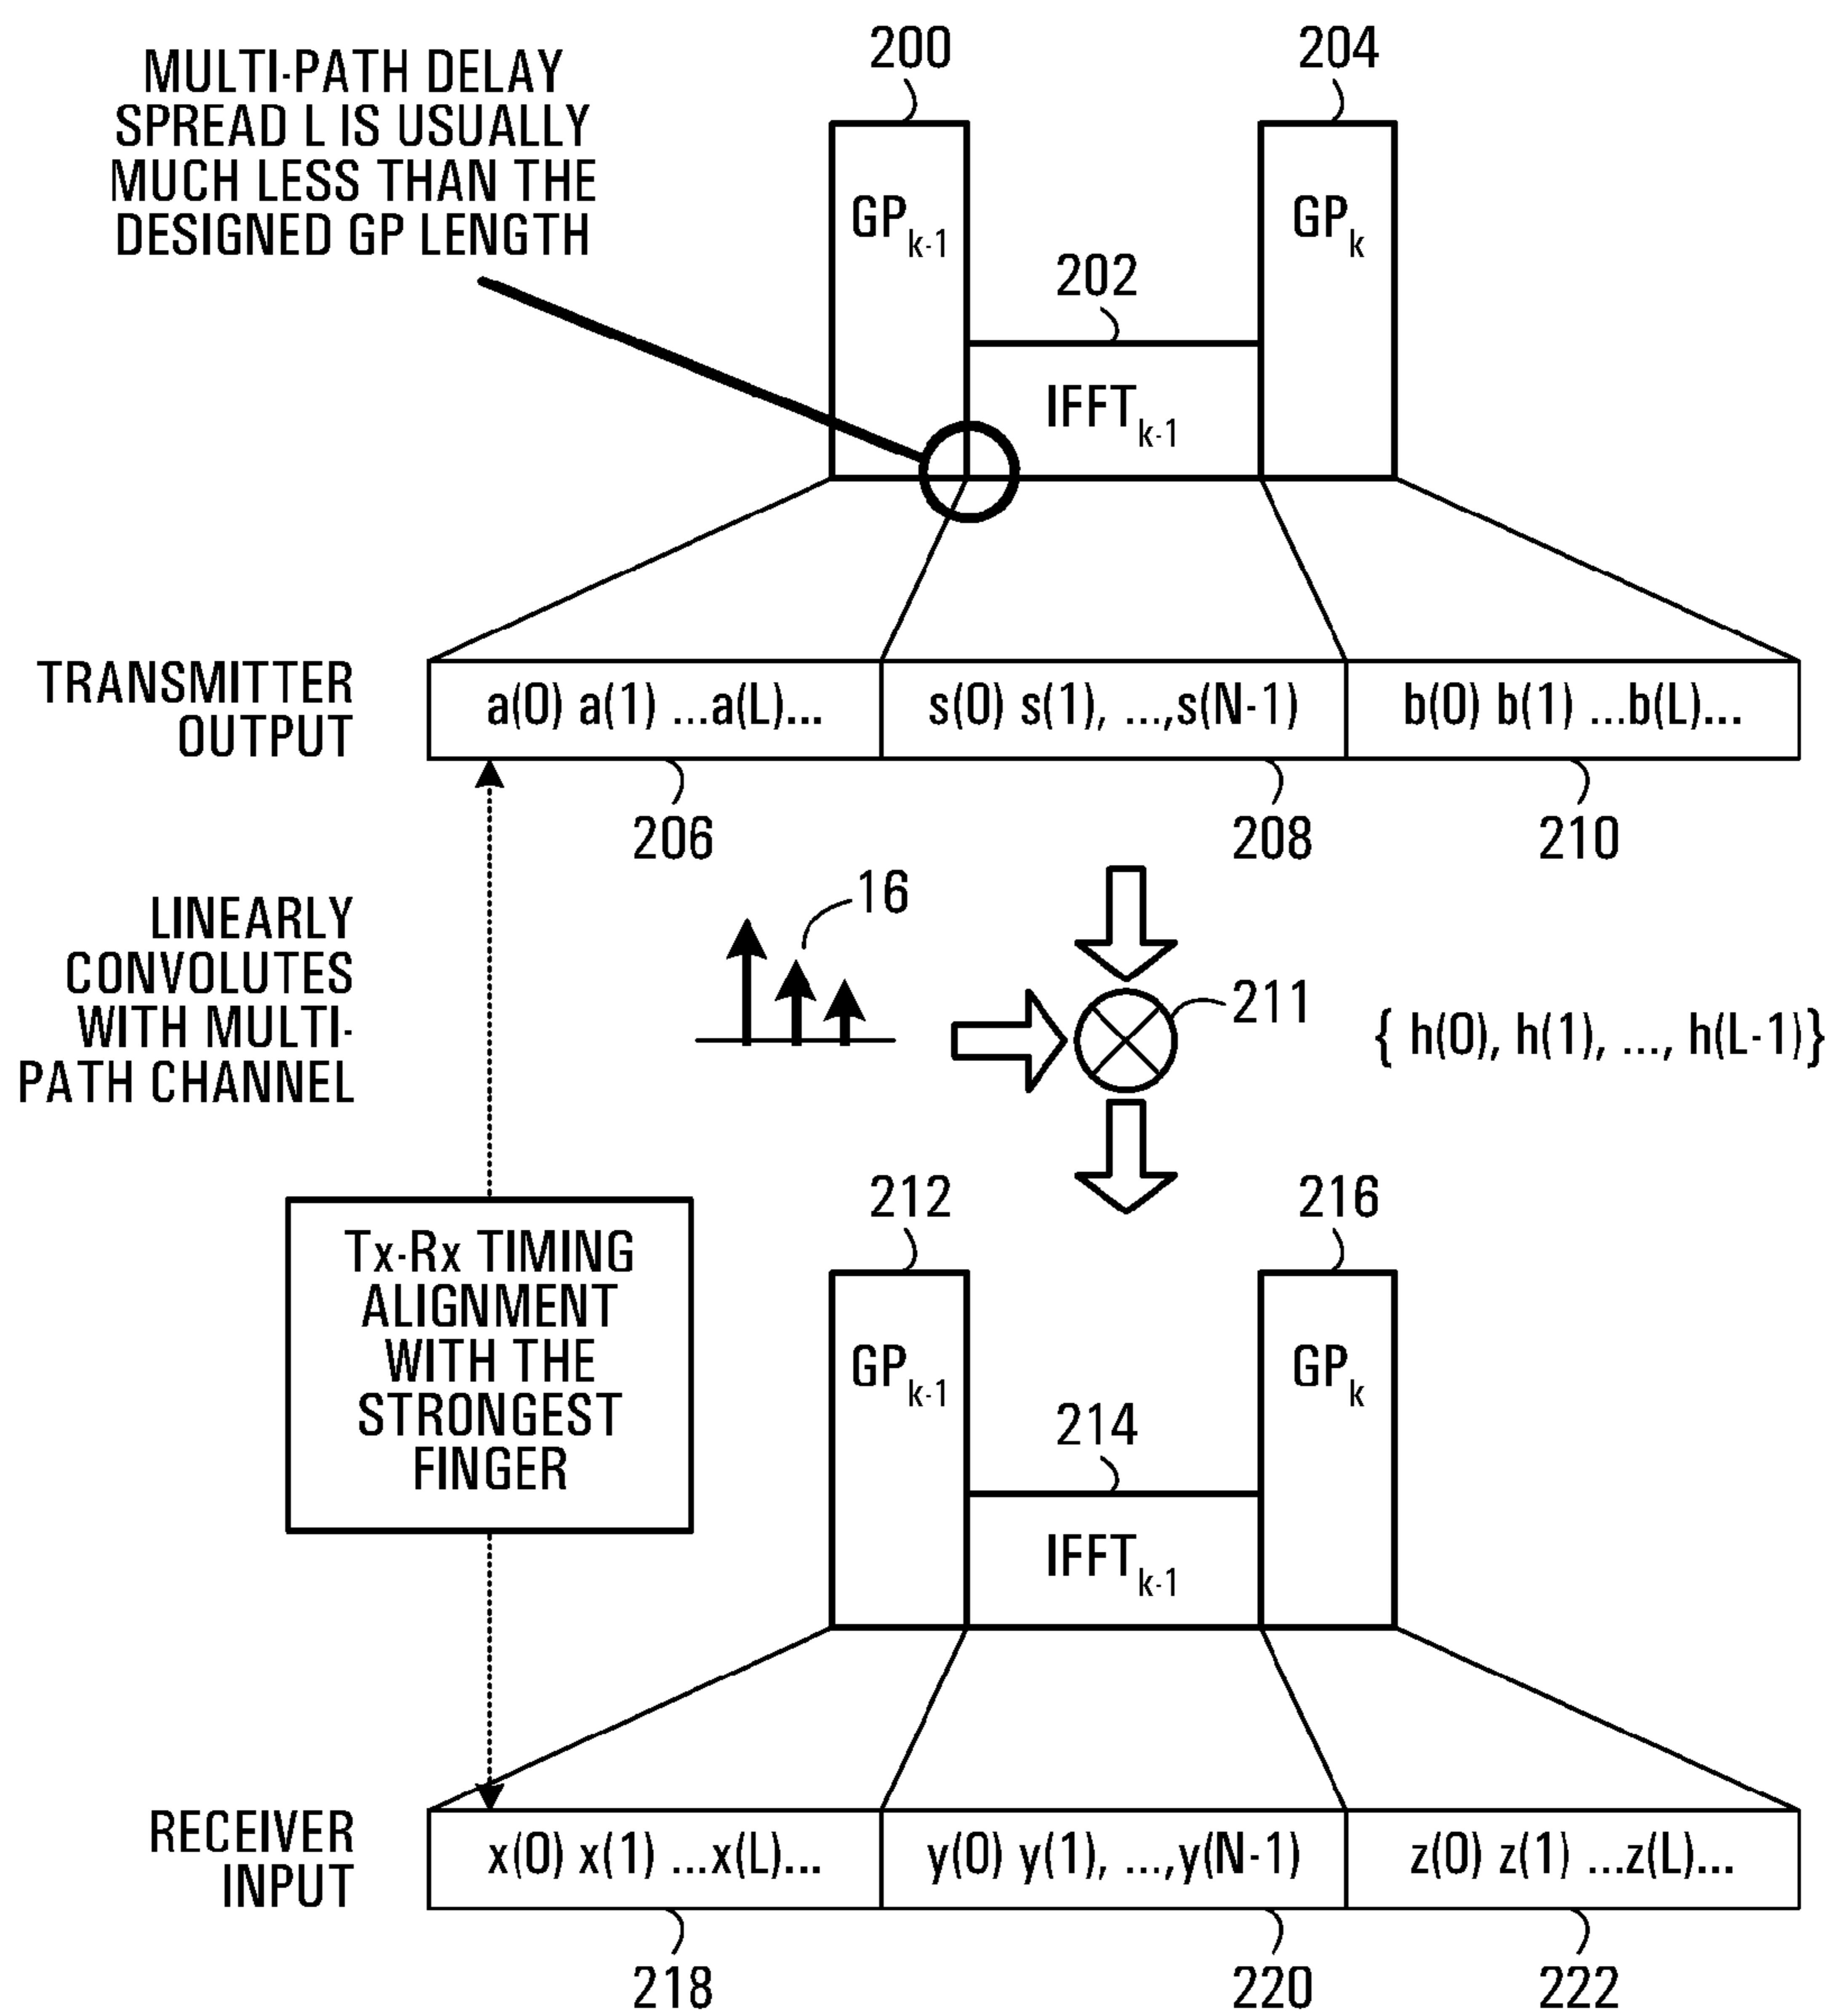 MULTI-PATH DELAY
SPREAD L IS USUALLY
MUCH LESS THAN THE
DESIGNED GP LENGTH
200
204
GPk-1
GPk
202
IFFTk-1
TRANSMITTER
OUTPUT
a(0) a(1) ...a(L)...
s(0) s(1), ...,s(N-1)
b(0) b(1) ...b(L)...
206
208
210
LINEARLY
CONVOLUTES
WITH MULTI-
PATH CHANNEL
16
211
{ h(0), h(1), ..., h(L-1)}
Tx-Rx TIMING
ALIGNMENT
WITH THE
STRONGEST
FINGER
212
216
GPk-1
GPk
214
IFFTk-1
RECEIVER
INPUT
x(0) x(1) ...x(L)...
y(0) y(1), ...,y(N-1)
z(0) z(1) ...z(L)...
218
220
222